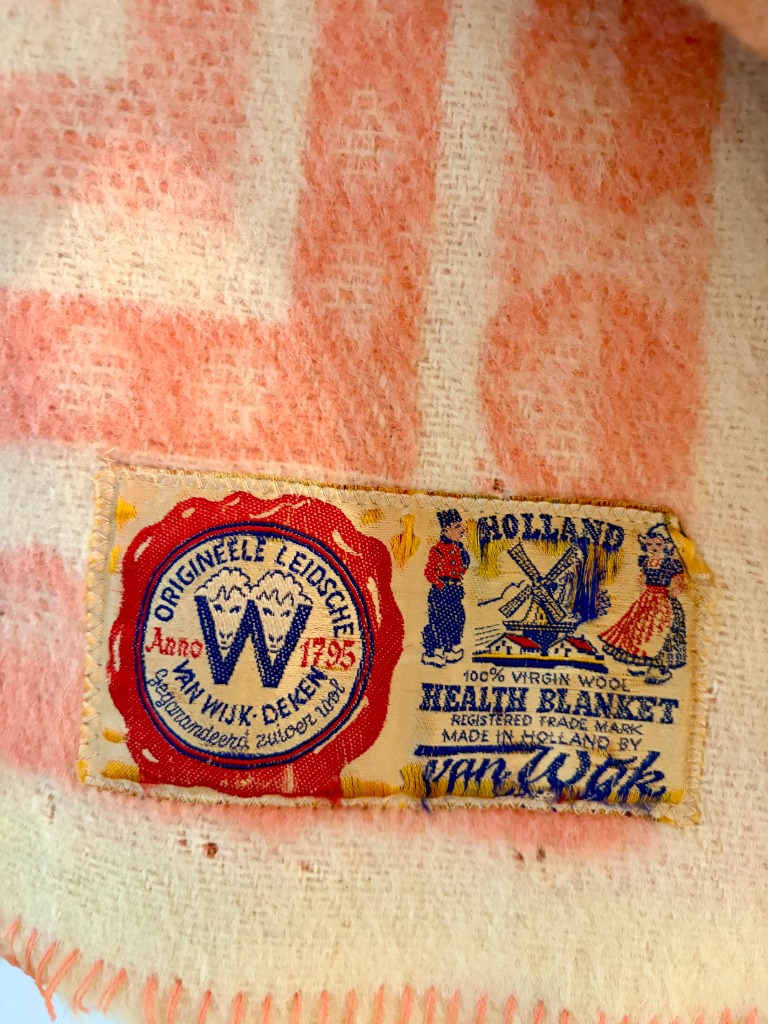 ORIGINEELE LEIDSCHE
W
Anno 1795
VAN WIJK·DEKEN
gegarandeerd zuiver wol
HOLLAND
100% VIRGIN WOOL
HEALTH BLANKET
REGISTERED TRADE MARK
MADE IN HOLLAND BY
van Wijk